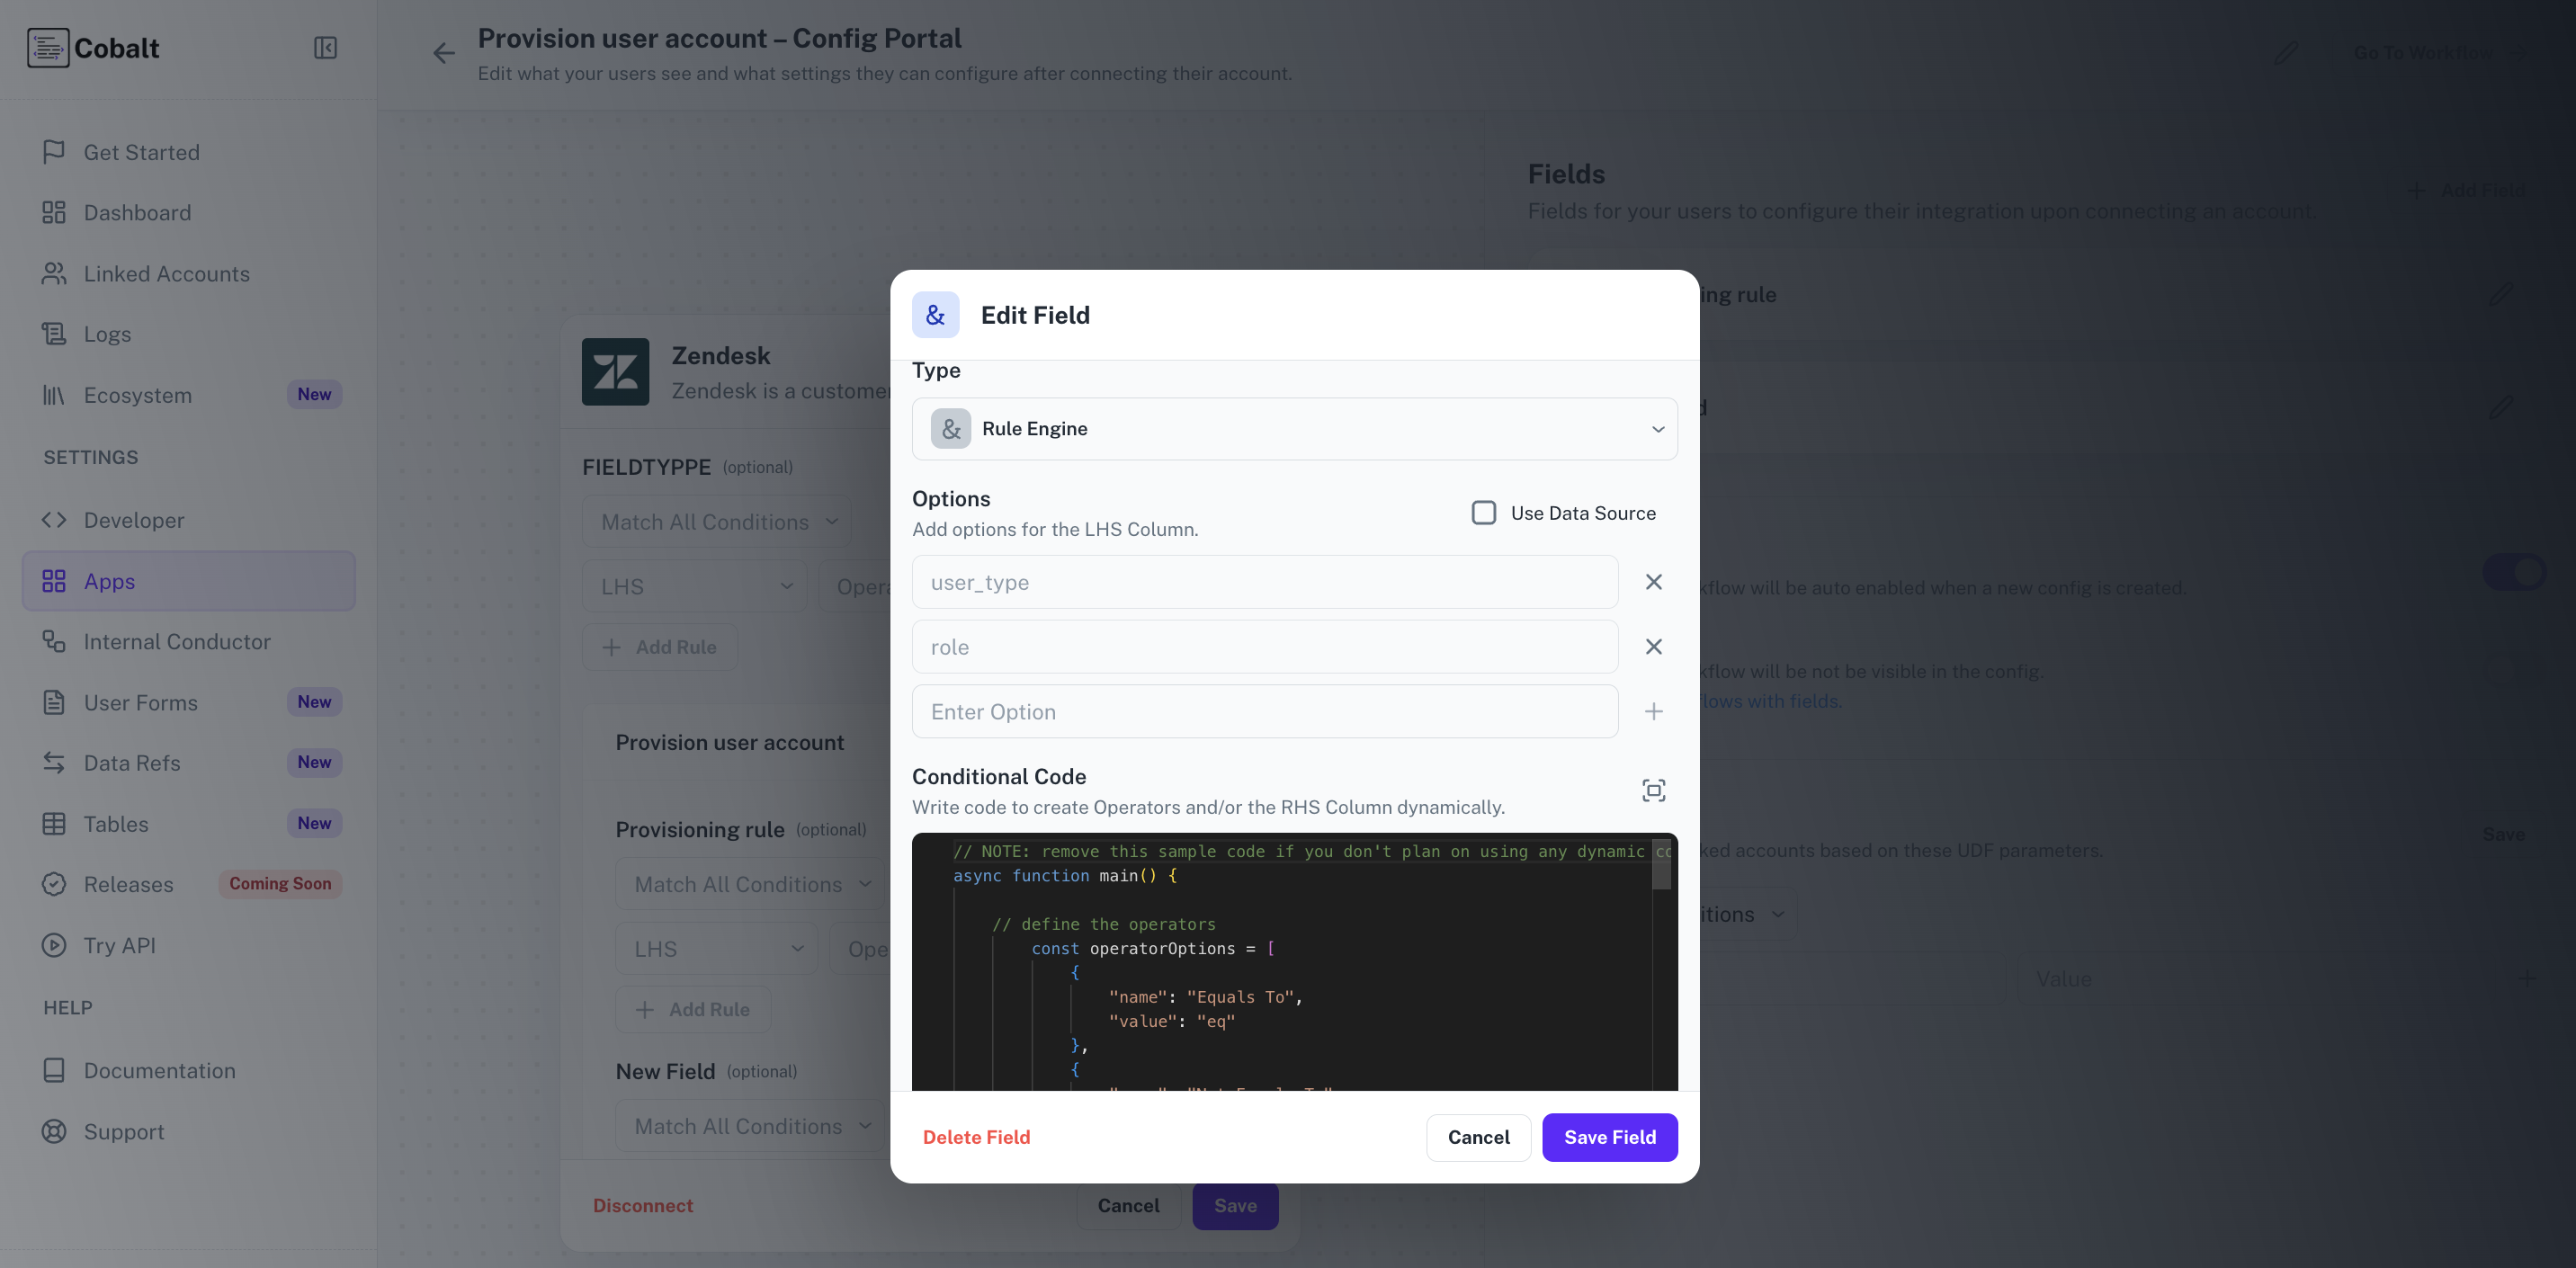 Cobalt
Get Started
Dashboard
Linked Accounts
Logs
Ecosystem New
SETTINGS
Developer
Apps
Internal Conductor
User Forms New
Data Refs New
Tables New
Releases Coming Soon
Try API
HELP
Documentation
Support
Provision user account – Config Portal
Edit what your users see and what settings they can configure after connecting their account.
Go To Workflow
Zendesk
Zendesk is a custome
FIELDTYPPE (optional)
Match All Conditions
LHS Opera
Add Rule
Provision user account
Provisioning rule (optional)
Match All Conditions
LHS Ope
Add Rule
New Field (optional)
Match All Conditions
Disconnect Cancel Save
Edit Field
Type
& Rule Engine
Options
Add options for the LHS Column.
Use Data Source
user_type
role
Enter Option
Conditional Code
Write code to create Operators and/or the RHS Column dynamically.
// NOTE: remove this sample code if you don't plan on using any dynamic co
async function main() {
// define the operators
const operatorOptions = [
{
"name": "Equals To",
"value": "eq"
},
{
Delete Field Cancel Save Field
Fields
Fields for your users to configure their integration upon connecting an account.
Add Field
ing rule
d
kflow will be auto enabled when a new config is created.
kflow will be not be visible in the config.
lows with fields.
Save
ked accounts based on these UDF parameters.
itions
Value